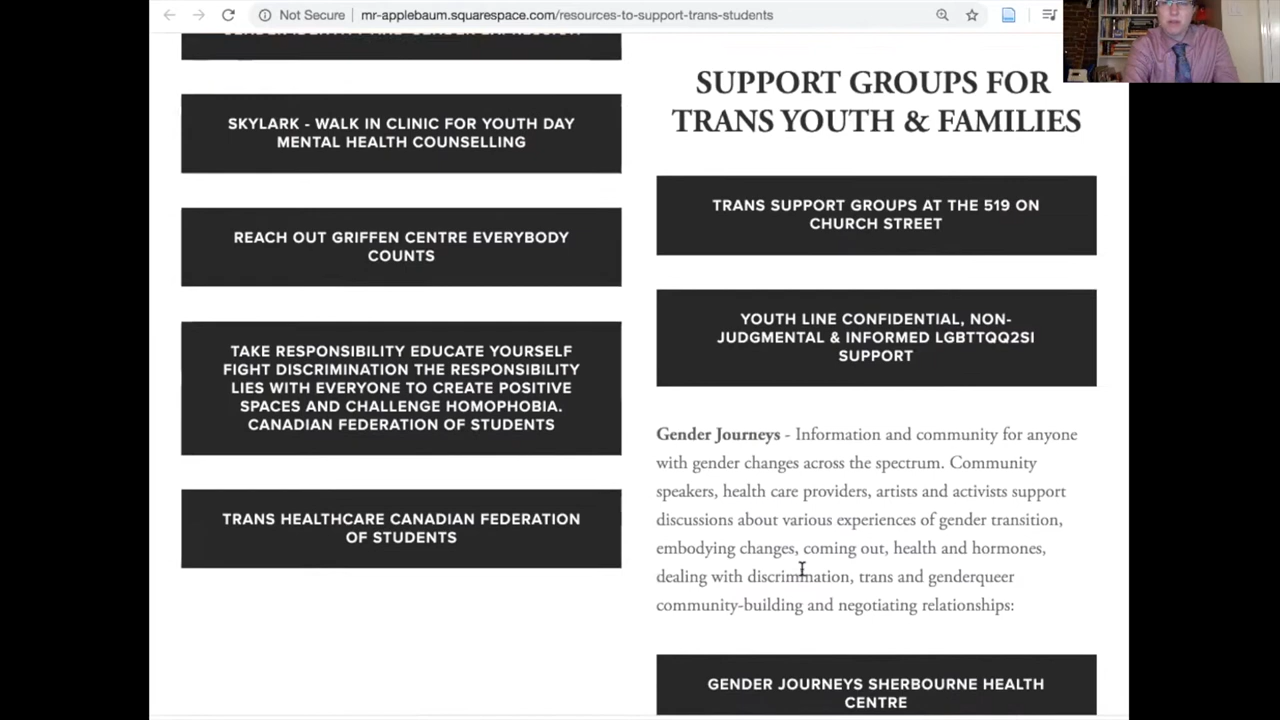 Not Secure | mr-applebaum.squarespace.com/resources-to-support-trans-students
GENDER IDENTITY AND GENDER EXPRESSION
SKYLARK - WALK IN CLINIC FOR YOUTH DAY
MENTAL HEALTH COUNSELLING
REACH OUT GRIFFEN CENTRE EVERYBODY
COUNTS
TAKE RESPONSIBILITY EDUCATE YOURSELF
FIGHT DISCRIMINATION THE RESPONSIBILITY
LIES WITH EVERYONE TO CREATE POSITIVE
SPACES AND CHALLENGE HOMOPHOBIA.
CANADIAN FEDERATION OF STUDENTS
TRANS HEALTHCARE CANADIAN FEDERATION
OF STUDENTS
SUPPORT GROUPS FOR
TRANS YOUTH & FAMILIES
TRANS SUPPORT GROUPS AT THE 519 ON
CHURCH STREET
YOUTH LINE CONFIDENTIAL, NON-
JUDGMENTAL & INFORMED LGBTTQQ2SI
SUPPORT
Gender Journeys - Information and community for anyone
with gender changes across the spectrum. Community
speakers, health care providers, artists and activists support
discussions about various experiences of gender transition,
embodying changes, coming out, health and hormones,
dealing with discrimination, trans and genderqueer
community-building and negotiating relationships:
GENDER JOURNEYS SHERBOURNE HEALTH
CENTRE